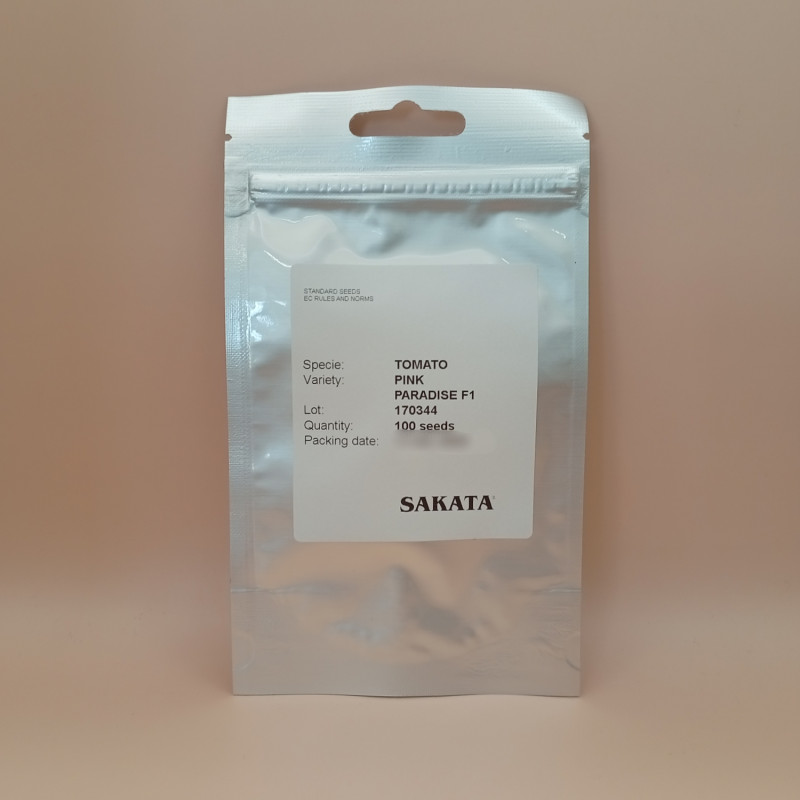 STANDARD SEEDS
EC RULES AND NORMS
Specie: TOMATO
Variety: PINK
PARADISE F1
Lot: 170344
Quantity: 100 seeds
Packing date:
SAKATA